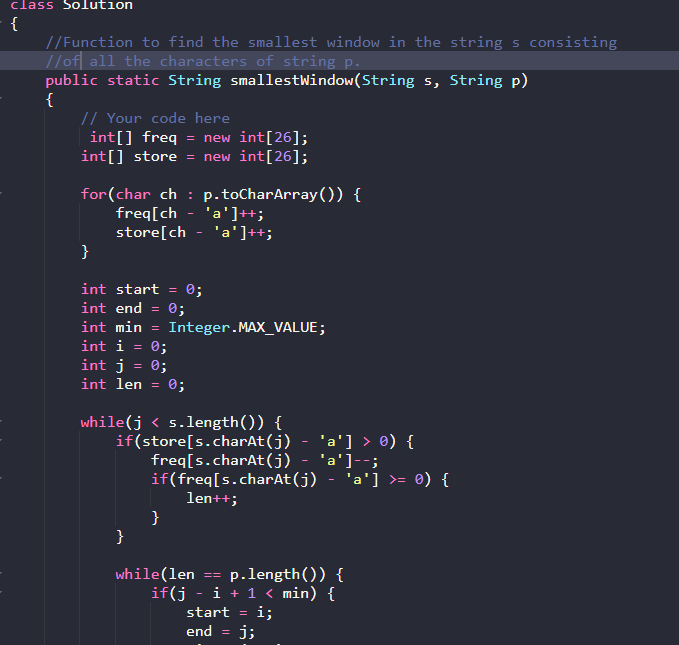 class Solution
{
    //Function to find the smallest window in the string s consisting
    //of all the characters of string p.
    public static String smallestWindow(String s, String p)
    {
        // Your code here
         int[] freq = new int[26];
        int[] store = new int[26];
        for(char ch : p.toCharArray()) {
            freq[ch - 'a']++;
            store[ch - 'a']++;
        }
        int start = 0;
        int end = 0;
        int min = Integer.MAX_VALUE;
        int i = 0;
        int j = 0;
        int len = 0;
        while(j < s.length()) {
            if(store[s.charAt(j) - 'a'] > 0) {
                freq[s.charAt(j) - 'a']--;
                if(freq[s.charAt(j) - 'a'] >= 0) {
                    len++;
                }
            }
            while(len == p.length()) {
                if(j - i + 1 < min) {
                    start = i;
                    end = j;